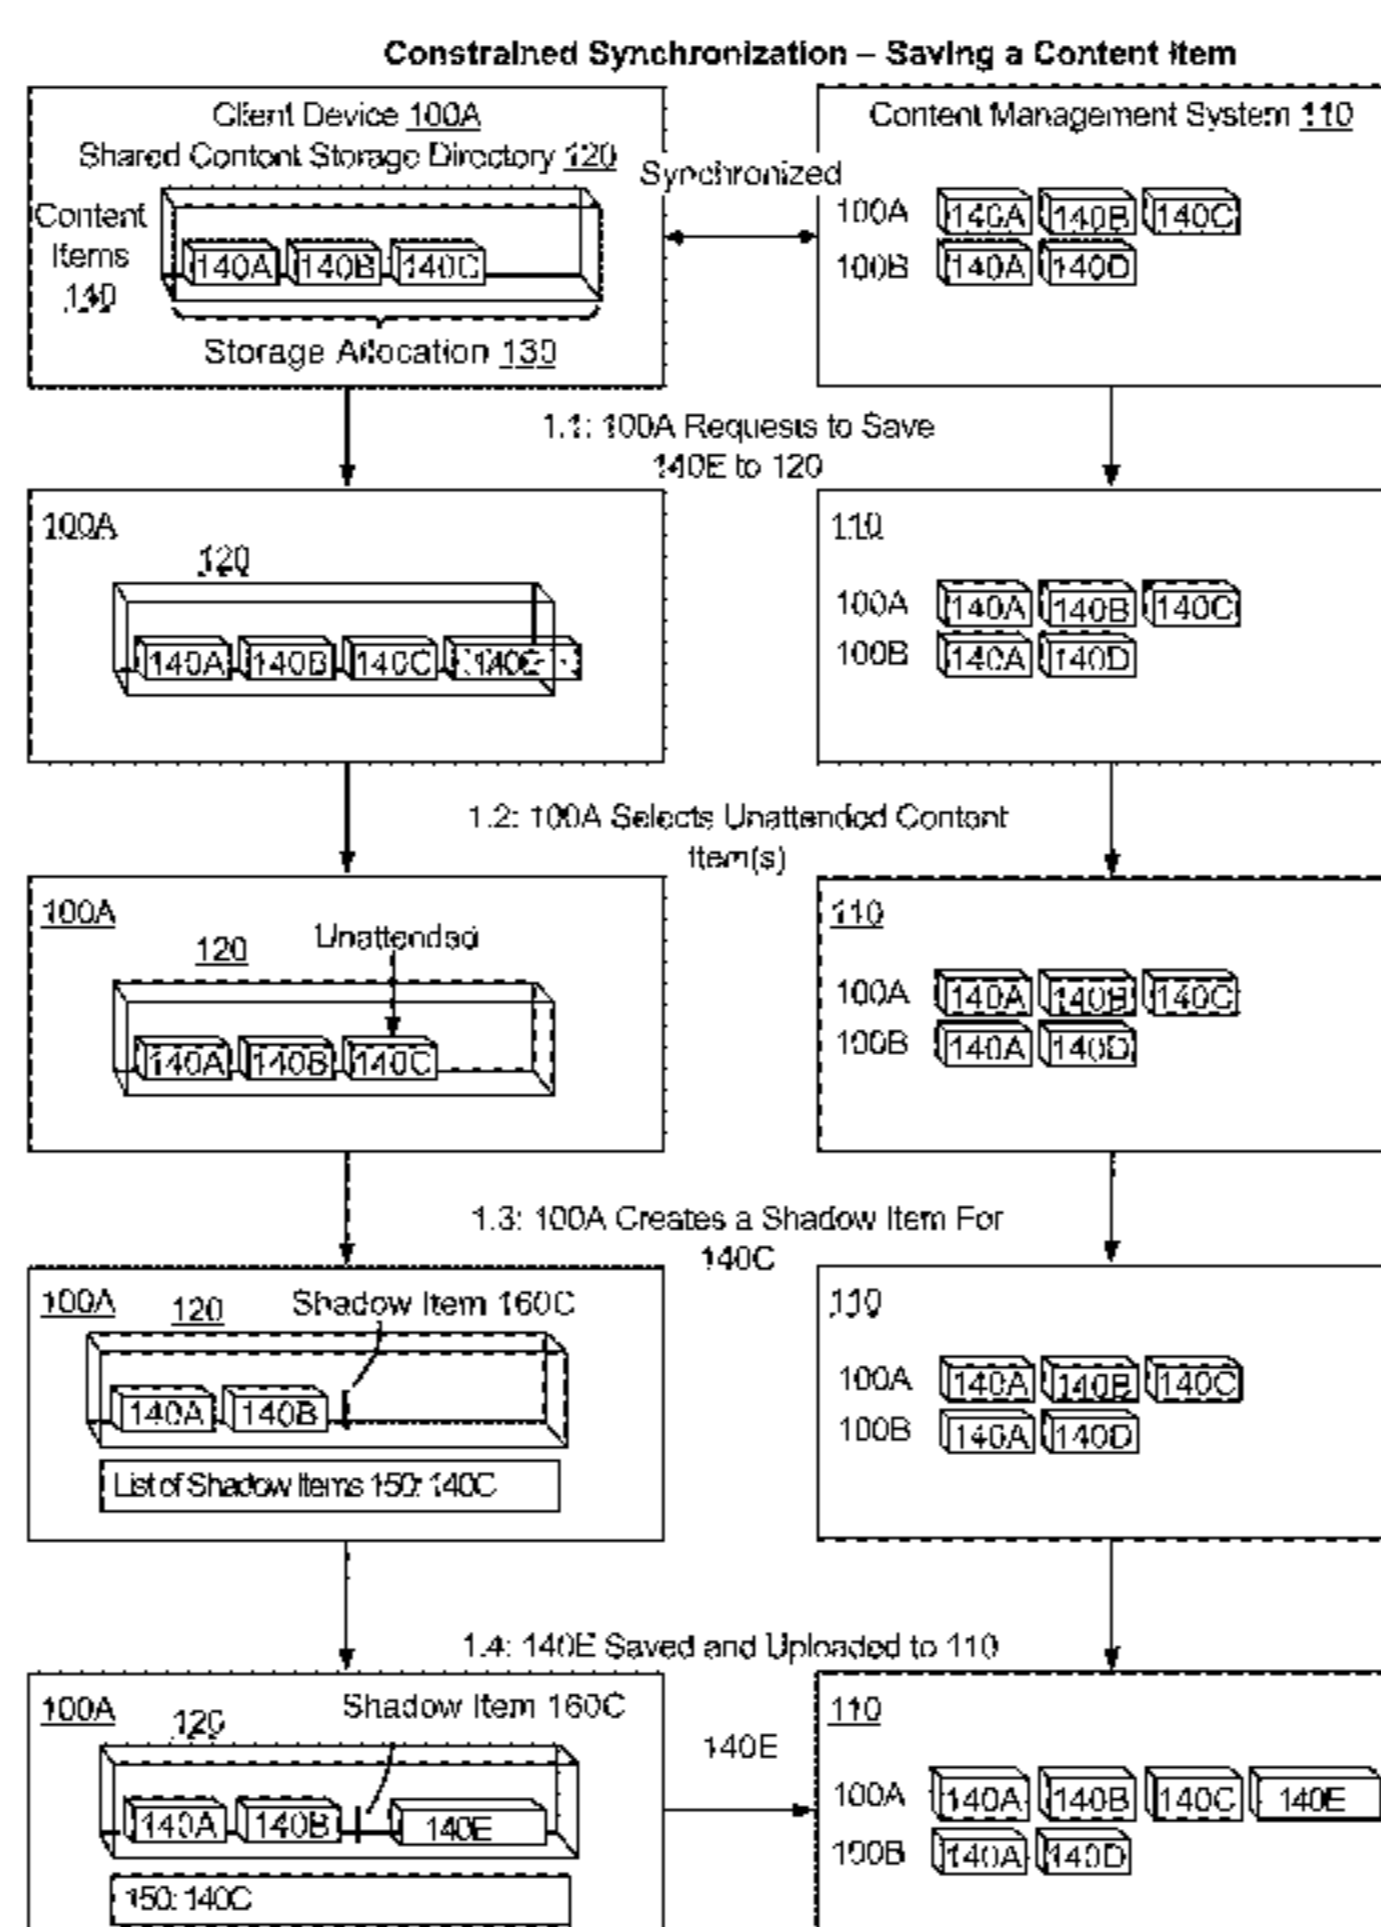 Constrained Synchronization – Saving a Content Item
Client Device 100A
Shared Content Storage Directory 120
Content
Items
140
140A 140B 140C
Storage Allocation 130
Synchronized
Content Management System 110
100A 140A 140B 140C
100B 140A 140D
1.1: 100A Requests to Save
140E to 120
100A
120
140A 140B 140C
110
100A 140A 140B 140C
100B 140A 140D
1.2: 100A Selects Unattended Content
Item(s)
100A
120
Unattended
140A 140B 140C
110
100A 140A 140B 140C
100B 140A 140D
1.3: 100A Creates a Shadow Item For
140C
100A
120
Shadow Item 160C
140A 140B
List of Shadow Items 150: 140C
110
100A 140A 140B 140C
100B 140A 140D
1.4: 140E Saved and Uploaded to 110
100A
120
Shadow Item 160C
140A 140B 140E
150: 140C
140E
110
100A 140A 140B 140C 140E
100B 140A 140D